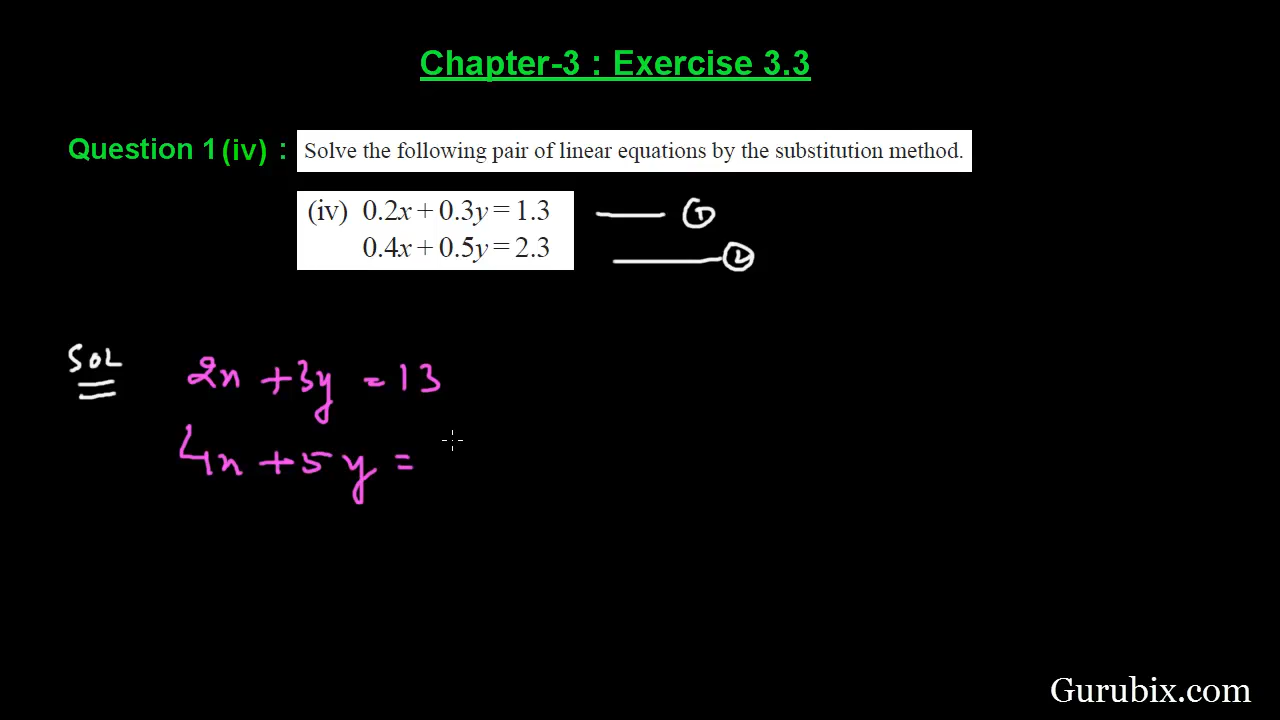 Chapter-3 : Exercise 3.3
Question 1 (iv) : Solve the following pair of linear equations by the substitution method.
(iv) 0.2x + 0.3y = 1.3 —— ①
0.4x + 0.5y = 2.3 —— ②
SOL 2x + 3y = 13
4x + 5y =
Gurubix.com